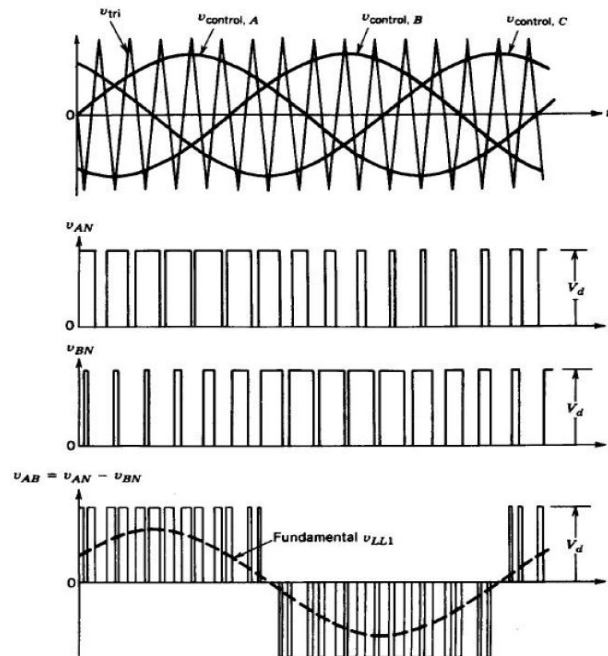 v_tri
v_control, A
v_control, B
v_control, C
0
t
v_AN
V_d
0
v_BN
V_d
0
v_AB = v_AN − v_BN
Fundamental v_LL1
V_d
0